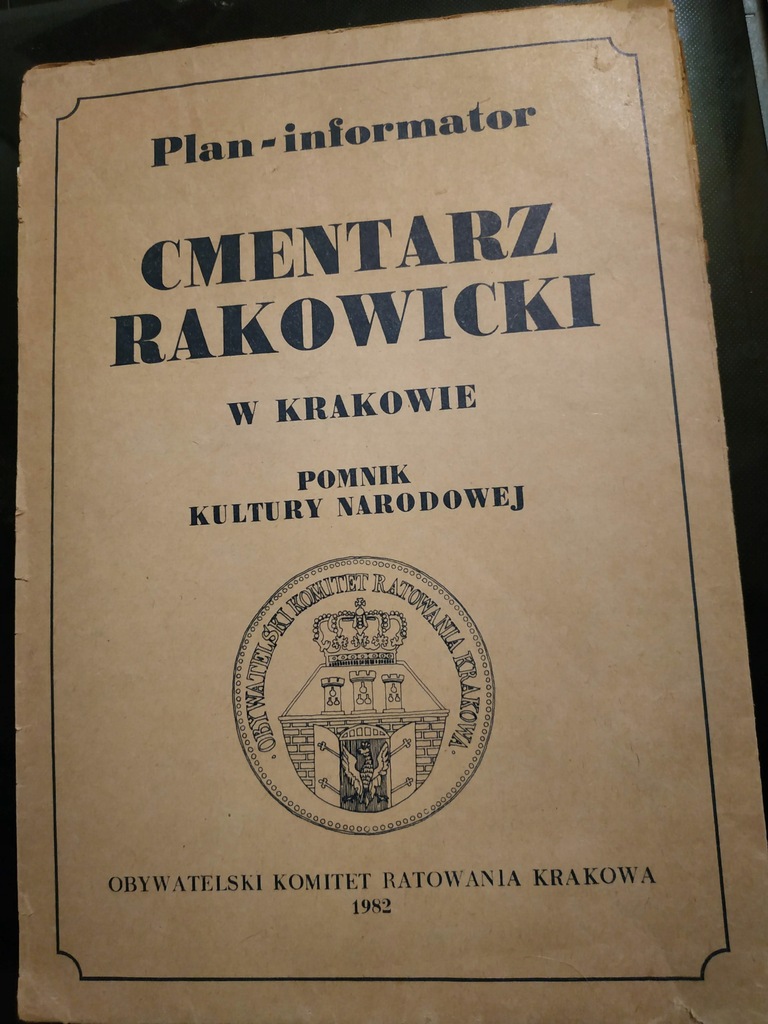 Plan-informator
CMENTARZ
RAKOWICKI
W KRAKOWIE
POMNIK
KULTURY NARODOWEJ
· OBYWATELSKI KOMITET RATOWANIA KRAKOWA ·
OBYWATELSKI KOMITET RATOWANIA KRAKOWA
1982